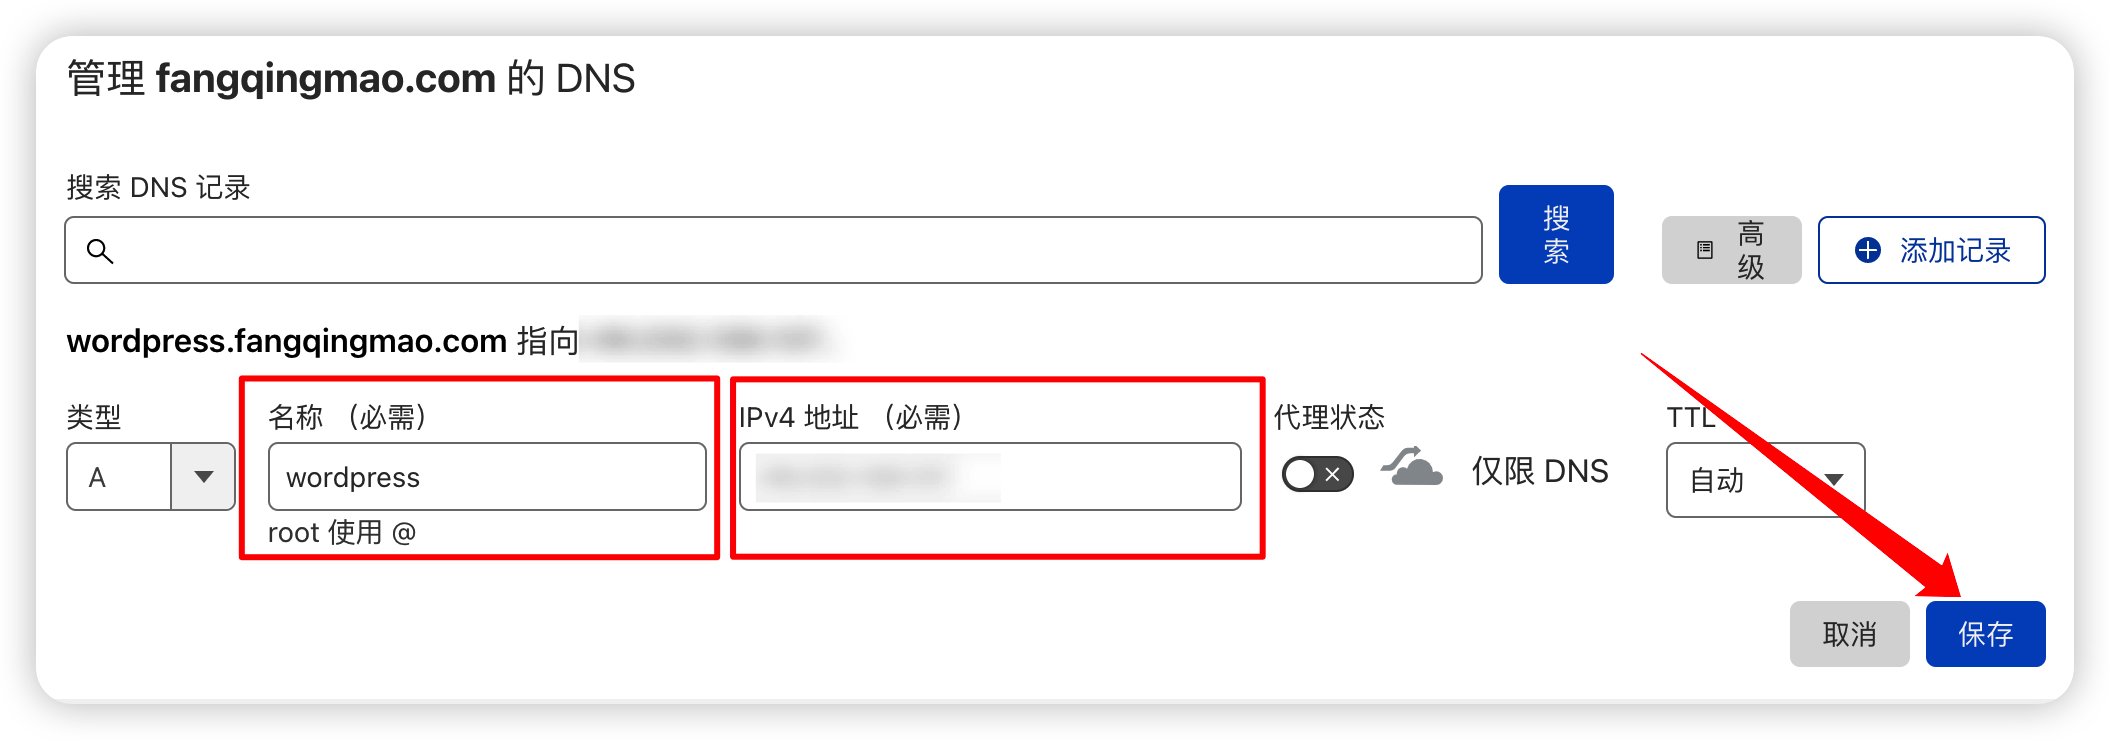 管理 fangqingmao.com 的 DNS
搜索 DNS 记录
搜索
高级
添加记录
wordpress.fangqingmao.com 指向
类型
名称 （必需）
IPv4 地址 （必需）
代理状态
TTL
A
wordpress
仅限 DNS
自动
root 使用 @
取消
保存